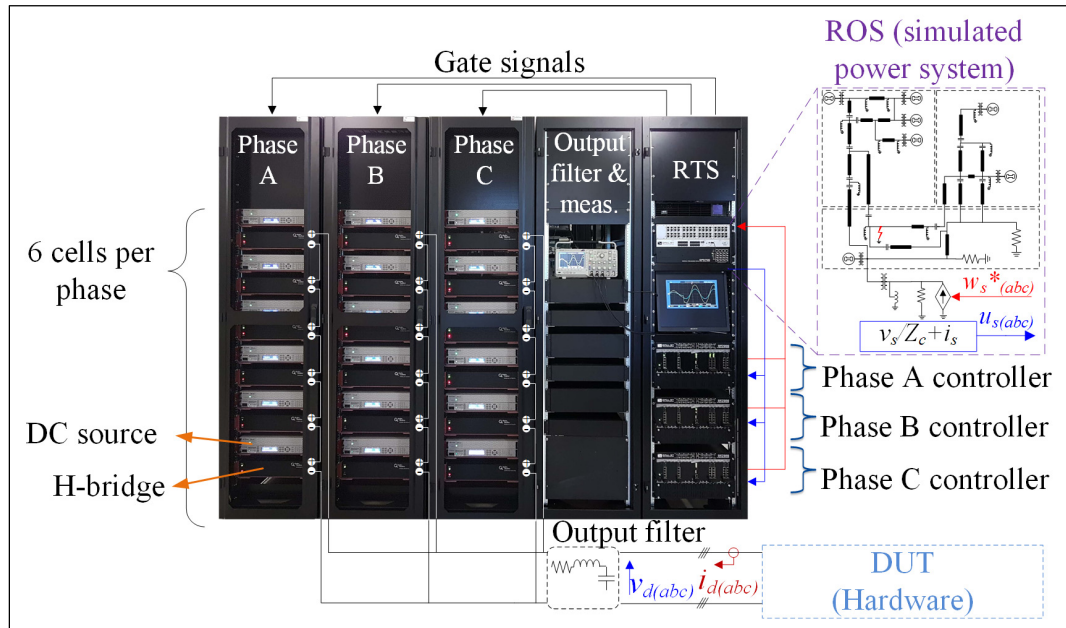 Gate signals
ROS (simulated
power system)
Phase
A
Phase
B
Phase
C
Output
filter &
meas.
RTS
6 cells per
phase
w_s*(abc)
u_s(abc)
v_s/Z_c+i_s
Phase A controller
Phase B controller
Phase C controller
DC source
H-bridge
Output filter
v_d(abc)
i_d(abc)
DUT
(Hardware)